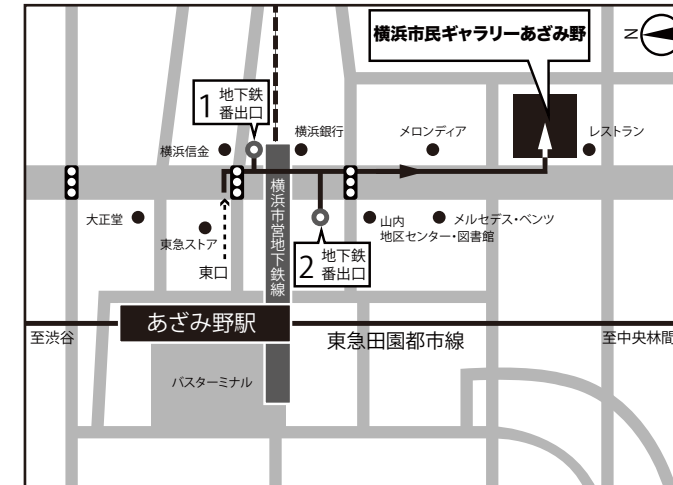 横浜市民ギャラリーあざみ野
N
1 地下鉄
番出口
横浜信金
横浜銀行
メロンディア
レストラン
横浜市営地下鉄線
大正堂
東急ストア
東口
2 地下鉄
番出口
山内
地区センター・図書館
メルセデス・ベンツ
あざみ野駅
至渋谷
東急田園都市線
至中央林間
バスターミナル